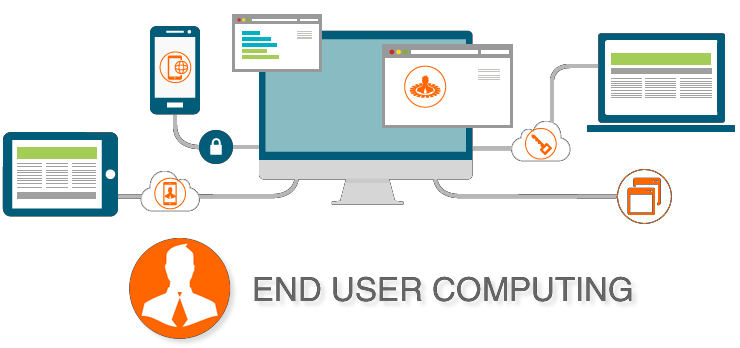 END USER COMPUTING